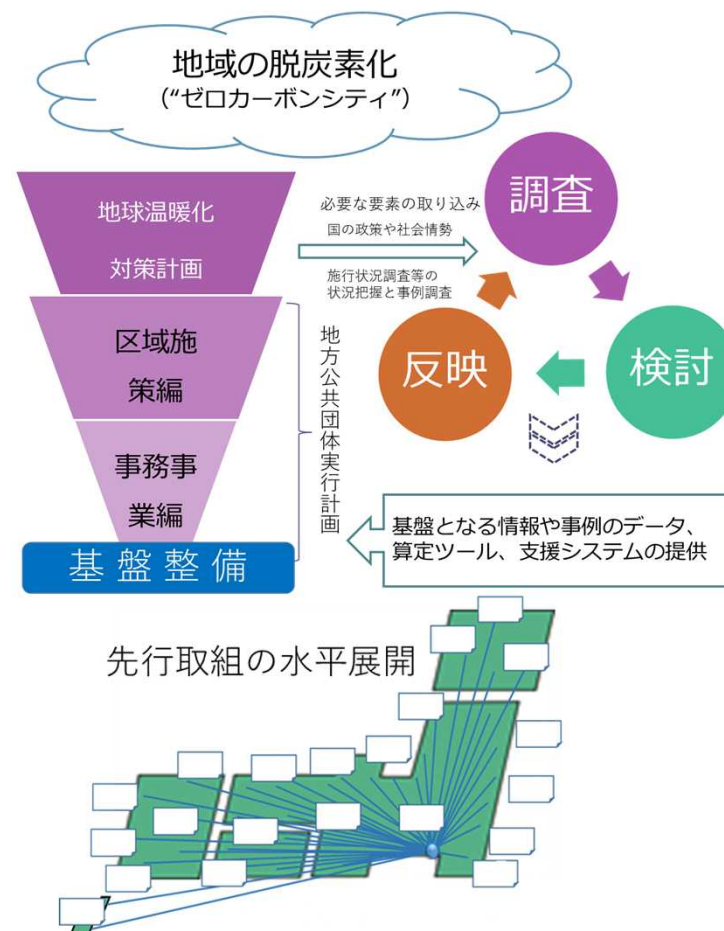 地域の脱炭素化
(“ゼロカーボンシティ”)
地球温暖化
対策計画
区域施
策編
事務事
業編
基盤整備
地方公共団体実行計画
必要な要素の取り込み
国の政策や社会情勢
施行状況調査等の
状況把握と事例調査
調査
検討
反映
基盤となる情報や事例のデータ、
算定ツール、支援システムの提供
先行取組の水平展開